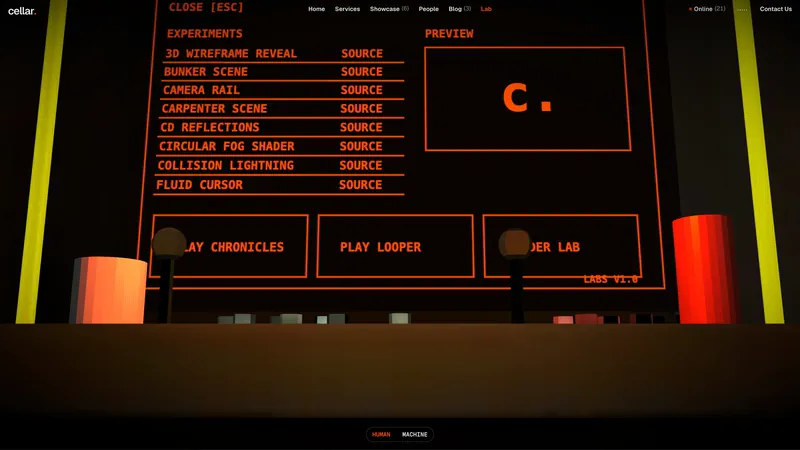 cellar.
Home Services Showcase (6) People Blog (3) Lab
Online (21) Contact Us
CLOSE [ESC]
EXPERIMENTS
3D WIREFRAME REVEAL SOURCE
BUNKER SCENE SOURCE
CAMERA RAIL SOURCE
CARPENTER SCENE SOURCE
CD REFLECTIONS SOURCE
CIRCULAR FOG SHADER SOURCE
COLLISION LIGHTNING SOURCE
FLUID CURSOR SOURCE
PREVIEW
c.
LAY CHRONICLES
PLAY LOOPER
DER LAB
LABS V1.0
HUMAN MACHINE